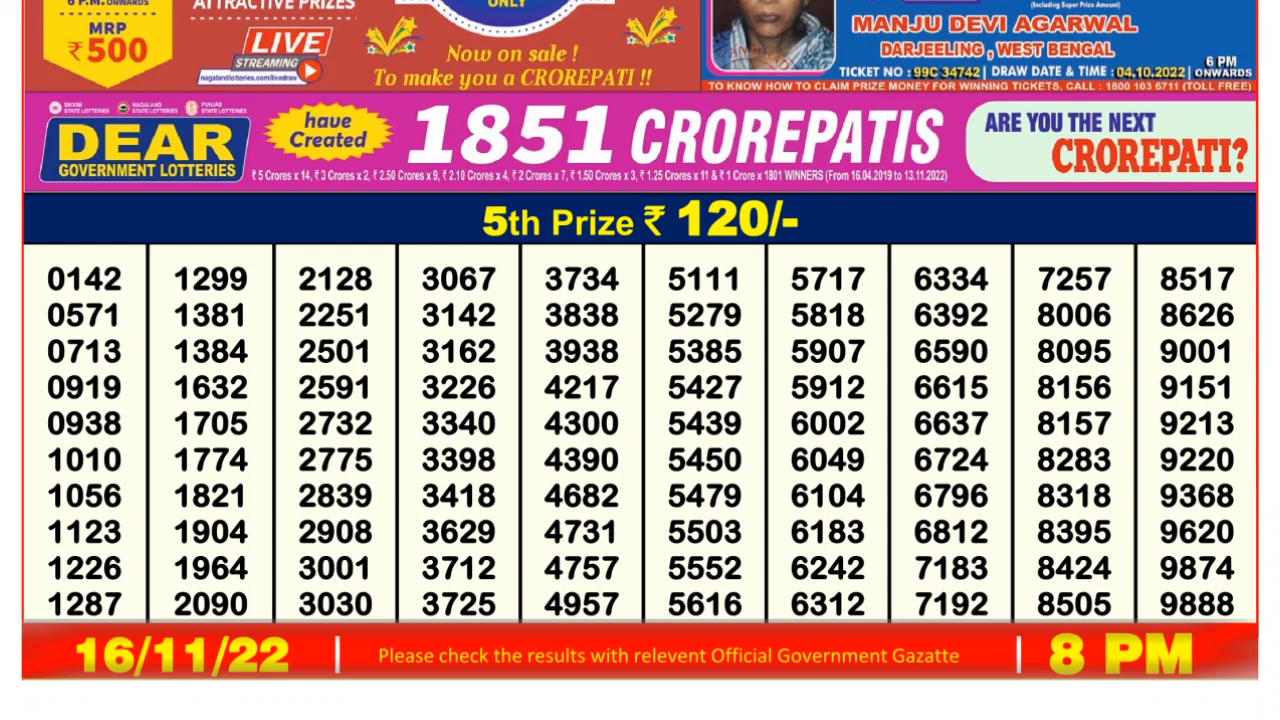 6 P.M. ONWARDS
MRP
₹500
ATTRACTIVE PRIZES
LIVE
STREAMING
nagalandlotteries.com/livedraw
ONLY
Now on sale !
To make you a CROREPATI !!
(Including Super Prize Amount)
MANJU DEVI AGARWAL
DARJEELING , WEST BENGAL
TICKET NO : 99C 34742 | DRAW DATE & TIME : 04.10.2022 | 6 PM ONWARDS
TO KNOW HOW TO CLAIM PRIZE MONEY FOR WINNING TICKETS, CALL : 1800 103 6711 (TOLL FREE)
SIKKIM STATE LOTTERIES NAGALAND STATE LOTTERIES PUNJAB STATE LOTTERIES
DEAR
GOVERNMENT LOTTERIES
have
Created
1851 CROREPATIS
₹ 5 Crores x 14, ₹ 3 Crores x 2, ₹ 2.50 Crores x 9, ₹ 2.10 Crores x 4, ₹ 2 Crores x 7, ₹ 1.50 Crores x 3, ₹ 1.25 Crores x 11 & ₹ 1 Crore x 1801 WINNERS (From 16.04.2019 to 13.11.2022)
ARE YOU THE NEXT
CROREPATI?
5th Prize ₹ 120/-
0142 1299 2128 3067 3734 5111 5717 6334 7257 8517
0571 1381 2251 3142 3838 5279 5818 6392 8006 8626
0713 1384 2501 3162 3938 5385 5907 6590 8095 9001
0919 1632 2591 3226 4217 5427 5912 6615 8156 9151
0938 1705 2732 3340 4300 5439 6002 6637 8157 9213
1010 1774 2775 3398 4390 5450 6049 6724 8283 9220
1056 1821 2839 3418 4682 5479 6104 6796 8318 9368
1123 1904 2908 3629 4731 5503 6183 6812 8395 9620
1226 1964 3001 3712 4757 5552 6242 7183 8424 9874
1287 2090 3030 3725 4957 5616 6312 7192 8505 9888
16/11/22 | Please check the results with relevent Official Government Gazatte | 8 PM